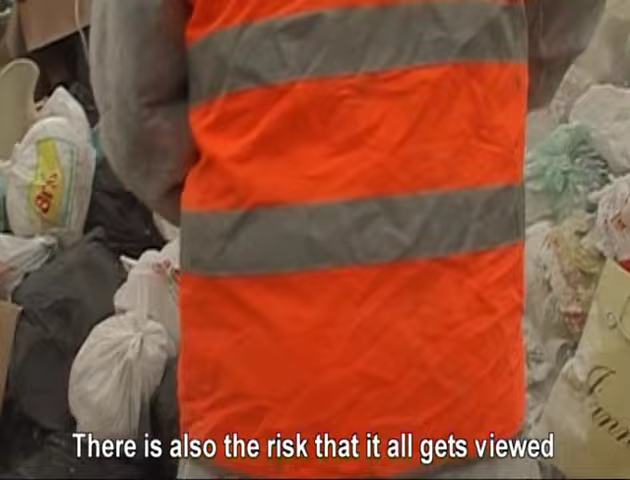 There is also the risk that it all gets viewed